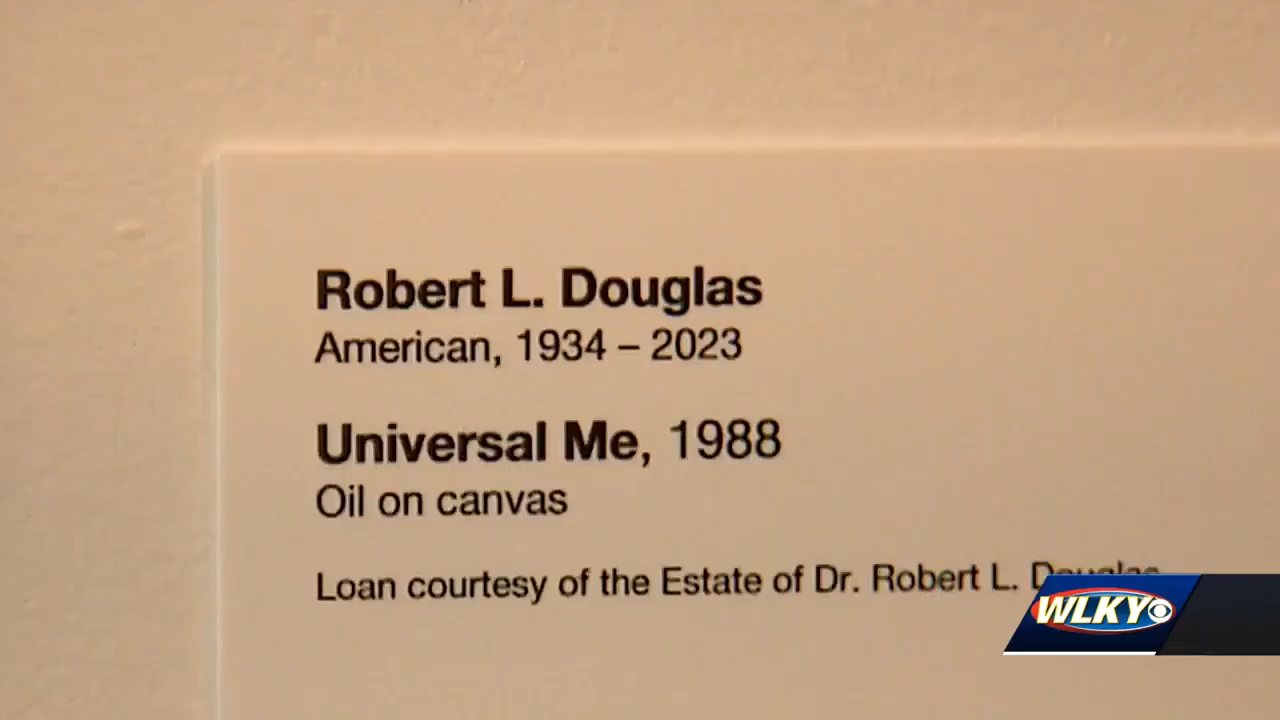 Robert L. Douglas
American, 1934 – 2023
Universal Me, 1988
Oil on canvas
Loan courtesy of the Estate of Dr. Robert L. Douglas
WLKY